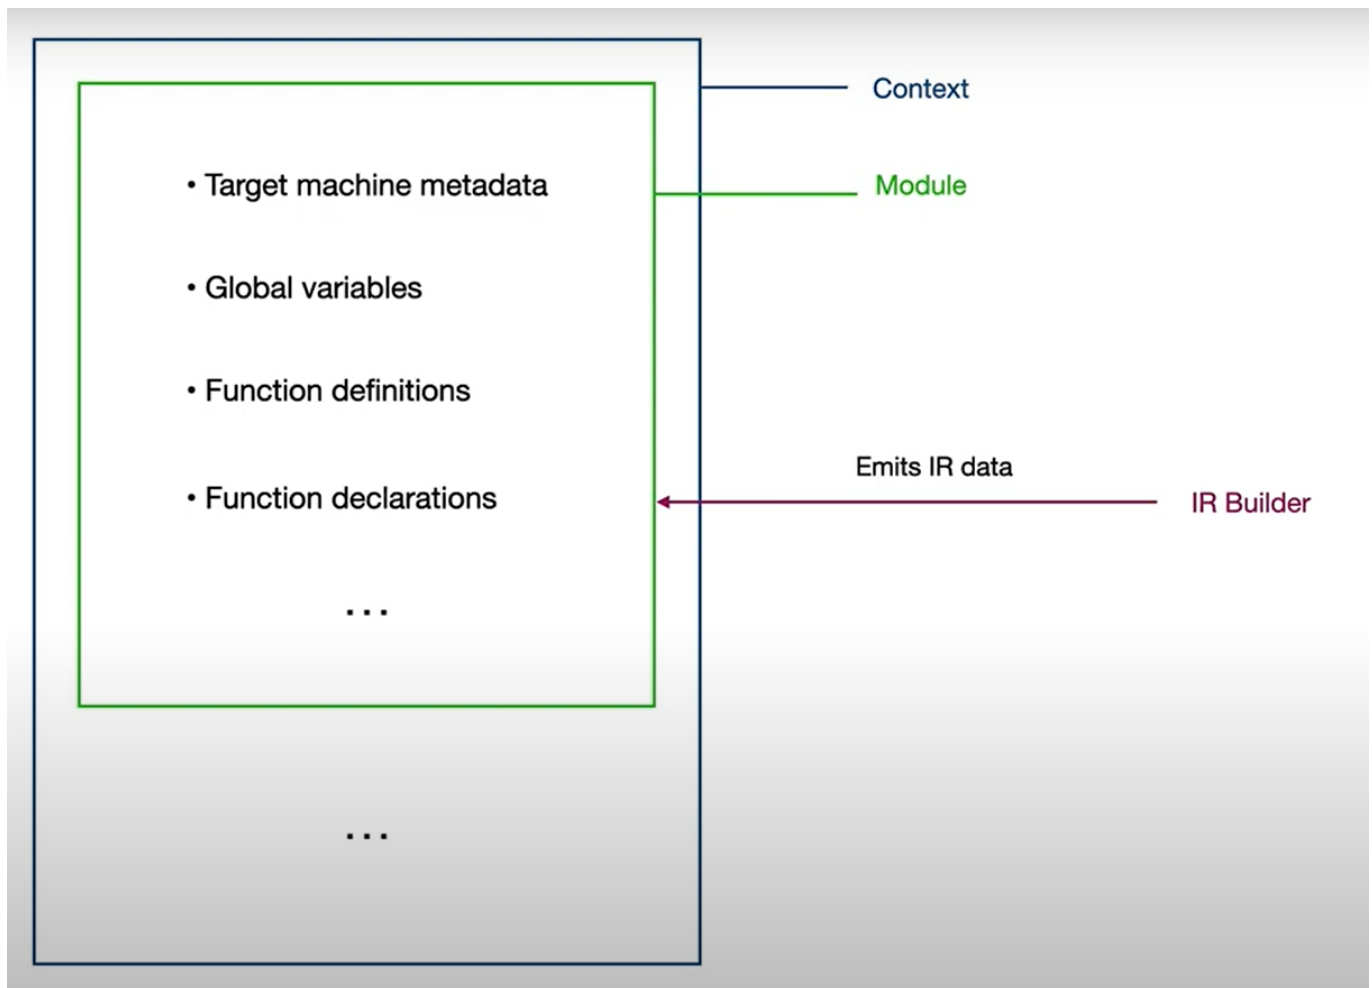 Context
• Target machine metadata
Module
• Global variables
• Function definitions
Emits IR data
• Function declarations
IR Builder
...
...